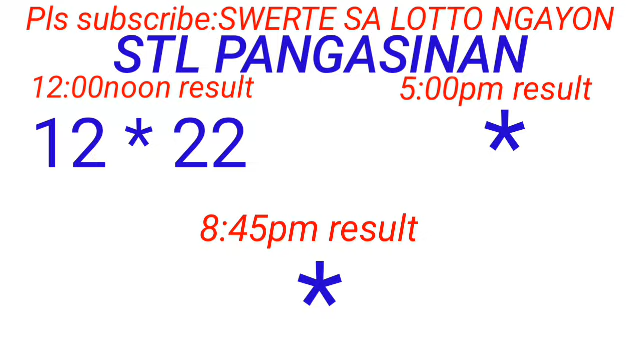 Pls subscribe:SWERTE SA LOTTO NGAYON
STL PANGASINAN
12:00noon result
5:00pm result
12 * 22
*
8:45pm result
*